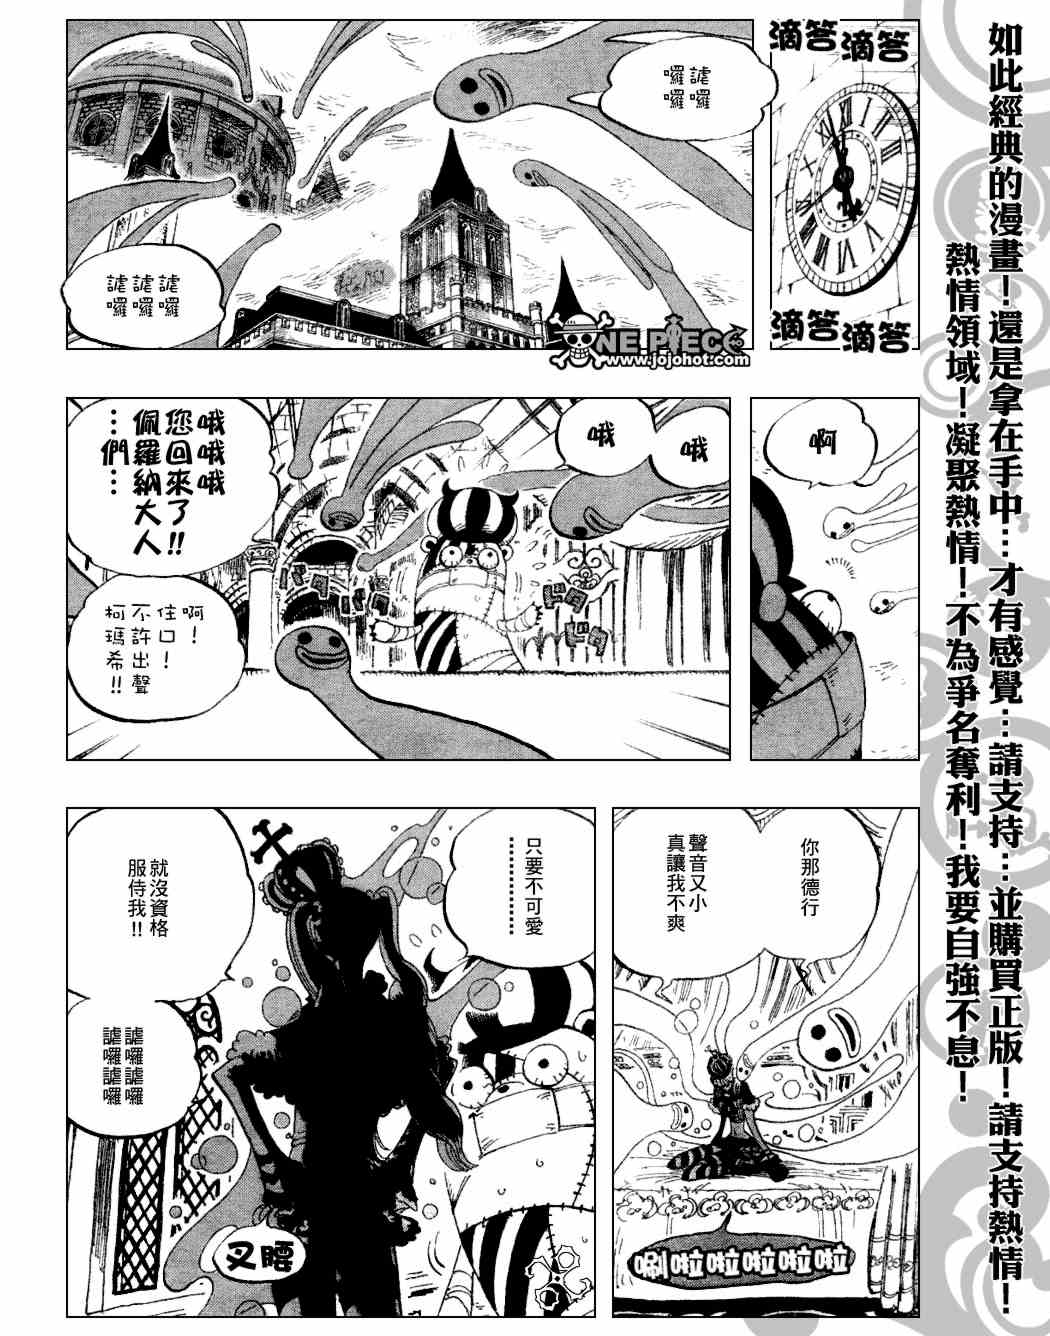 如此經典的漫畫！還是拿在手中…才有感覺…請支持…並購買正版！請支持熱情！
熱情領域！凝聚熱情！不為爭名奪利！我要自強不息！
滴答
滴答
滴答
滴答
謔囉
囉囉
謔囉
謔囉
謔囉
ONE PIECE
www.jojohot.com
啊
哦
哦
哦哦哦
您回來了!!
佩羅納大人
…們…
啊！
住口！
不許出聲
柯瑪希!!
你那德行
聲音又小
真讓我不爽
唰啦啦啦啦啦
只要不可愛
…………
就沒資格
服侍我!!
謔囉謔囉
謔囉謔囉
叉腰